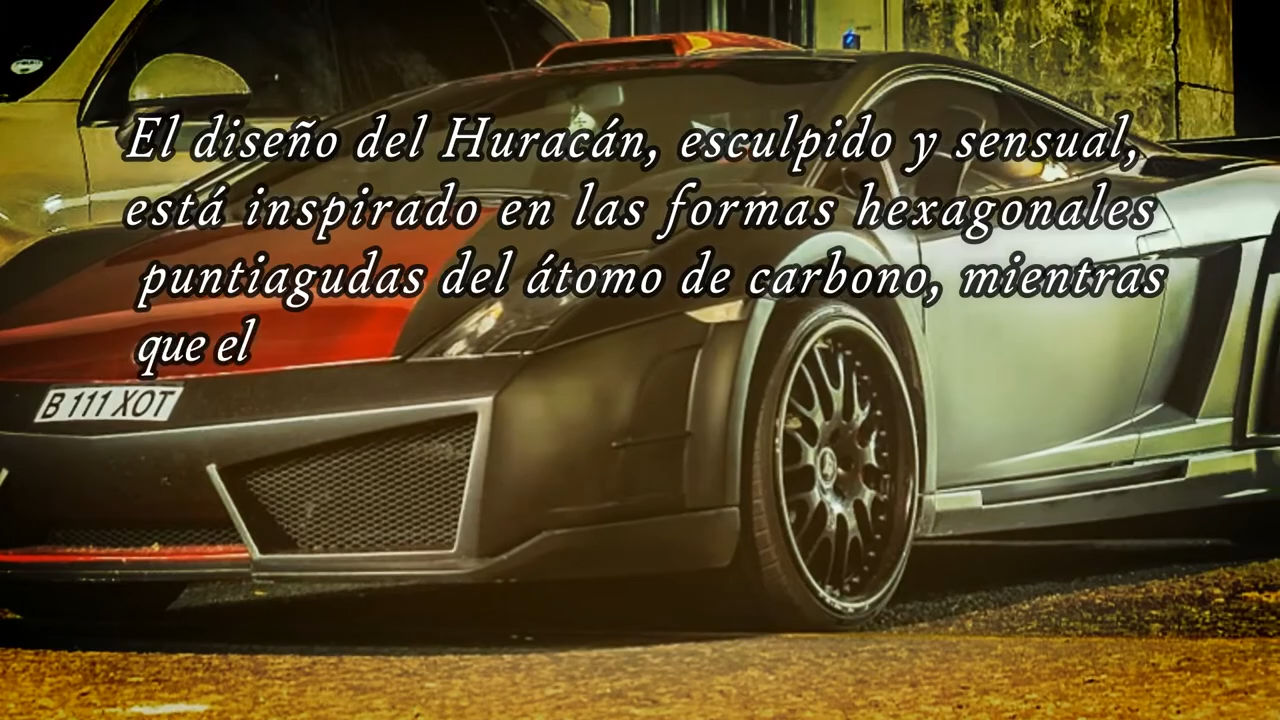 El diseño del Huracán, esculpido y sensual,
está inspirado en las formas hexagonales
puntiagudas del átomo de carbono, mientras
que el
B 111 XOT